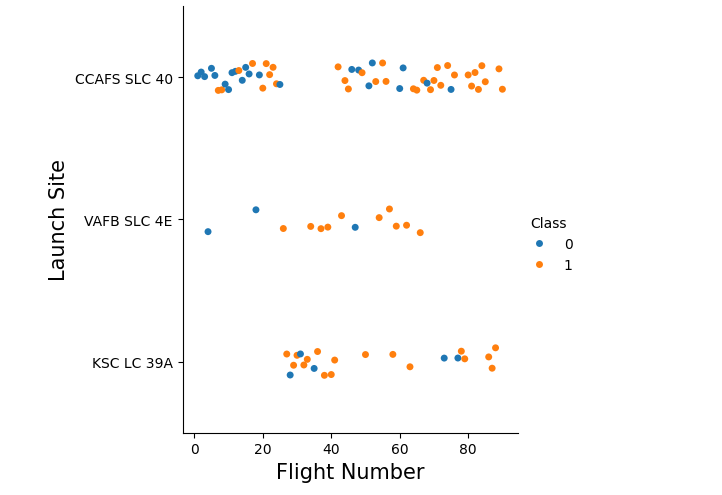 Launch Site
CCAFS SLC 40
VAFB SLC 4E
KSC LC 39A
0 20 40 60 80
Flight Number
Class
0
1